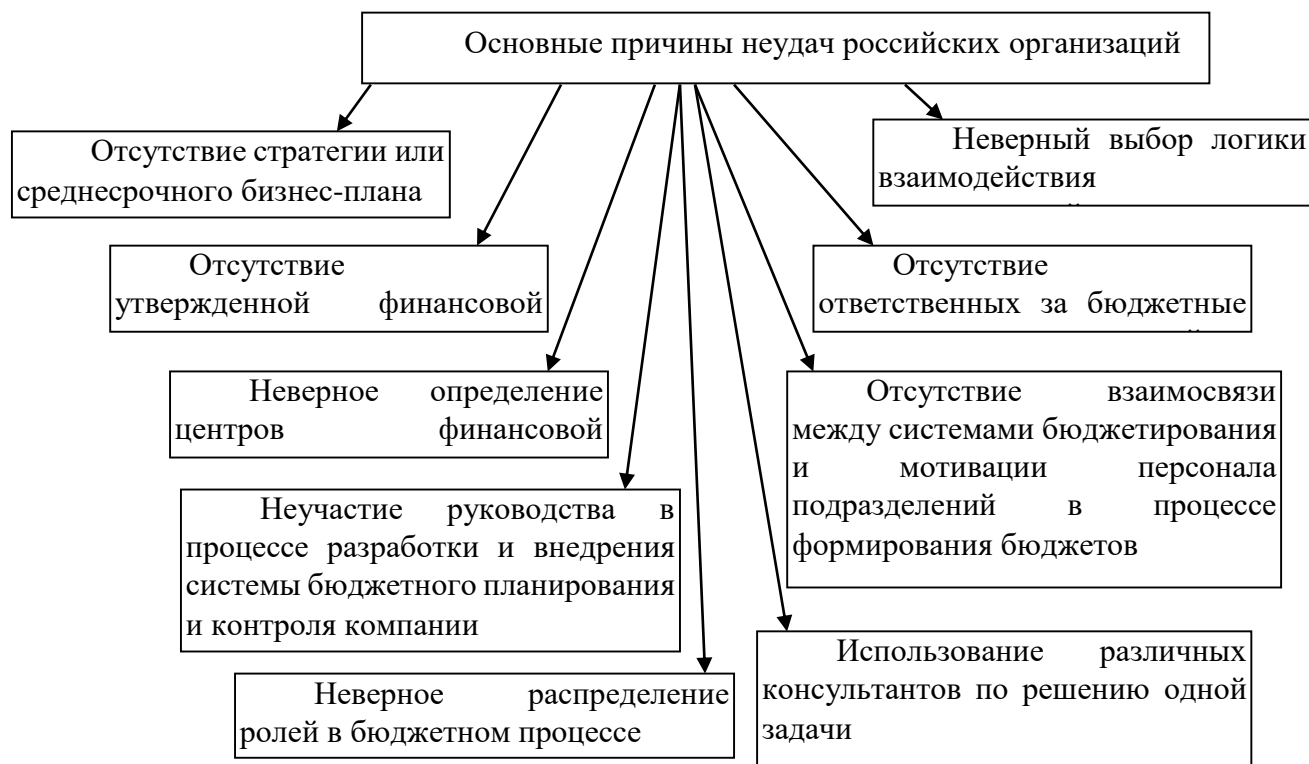 Основные причины неудач российских организаций
Отсутствие стратегии или
среднесрочного бизнес-плана
Неверный выбор логики
взаимодействия
Отсутствие
утвержденной финансовой
Отсутствие
ответственных за бюджетные
Неверное определение
центров финансовой
Отсутствие взаимосвязи
между системами бюджетирования
и мотивации персонала
подразделений в процессе
формирования бюджетов
Неучастие руководства в
процессе разработки и внедрения
системы бюджетного планирования
и контроля компании
Использование различных
консультантов по решению одной
задачи
Неверное распределение
ролей в бюджетном процессе